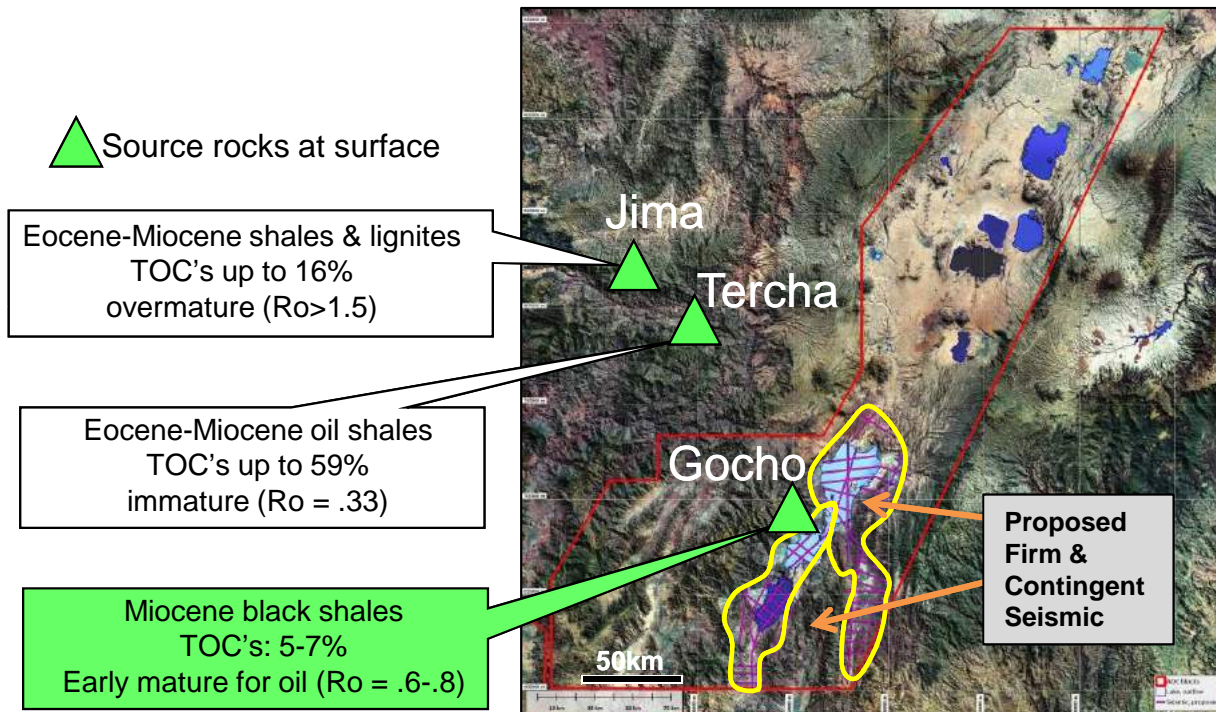 Source rocks at surface
Eocene-Miocene shales & lignites
TOC's up to 16%
overmature (Ro>1.5)
Eocene-Miocene oil shales
TOC's up to 59%
immature (Ro = .33)
Miocene black shales
TOC's: 5-7%
Early mature for oil (Ro = .6-.8)
Jima
Tercha
Gocho
Proposed
Firm &
Contingent
Seismic
50km